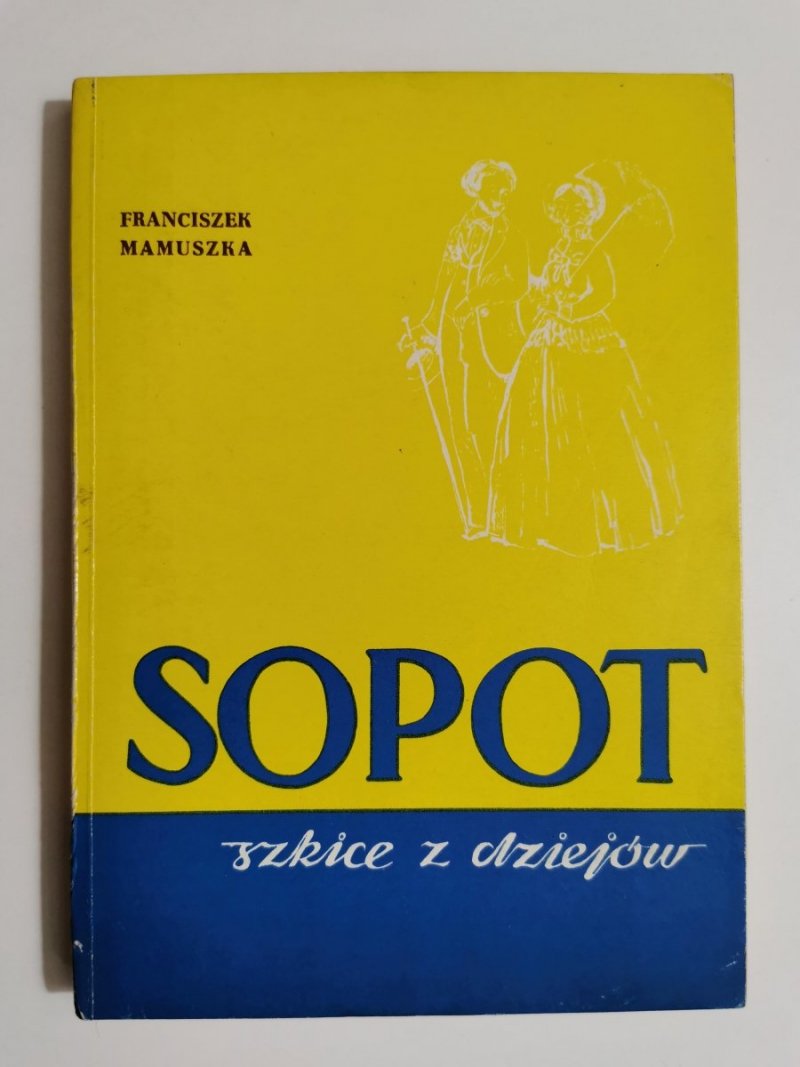 FRANCISZEK
MAMUSZKA
SOPOT
szkice z dziejów